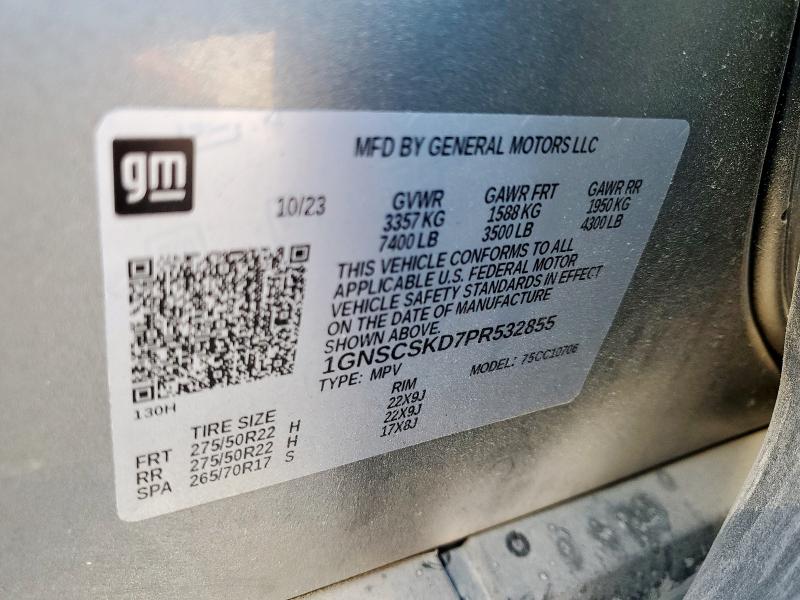 gm
MFD BY GENERAL MOTORS LLC
10/23
GVWR GAWR FRT GAWR RR
3357 KG 1588 KG 1950 KG
7400 LB 3500 LB 4300 LB
THIS VEHICLE CONFORMS TO ALL
APPLICABLE U.S. FEDERAL MOTOR
VEHICLE SAFETY STANDARDS IN EFFECT
ON THE DATE OF MANUFACTURE
SHOWN ABOVE.
1GNSCSKD7PR532855
TYPE: MPV MODEL: 75CC10706
130H
TIRE SIZE RIM
FRT 275/50R22 H 22X9J
RR 275/50R22 H 22X9J
SPA 265/70R17 S 17X8J